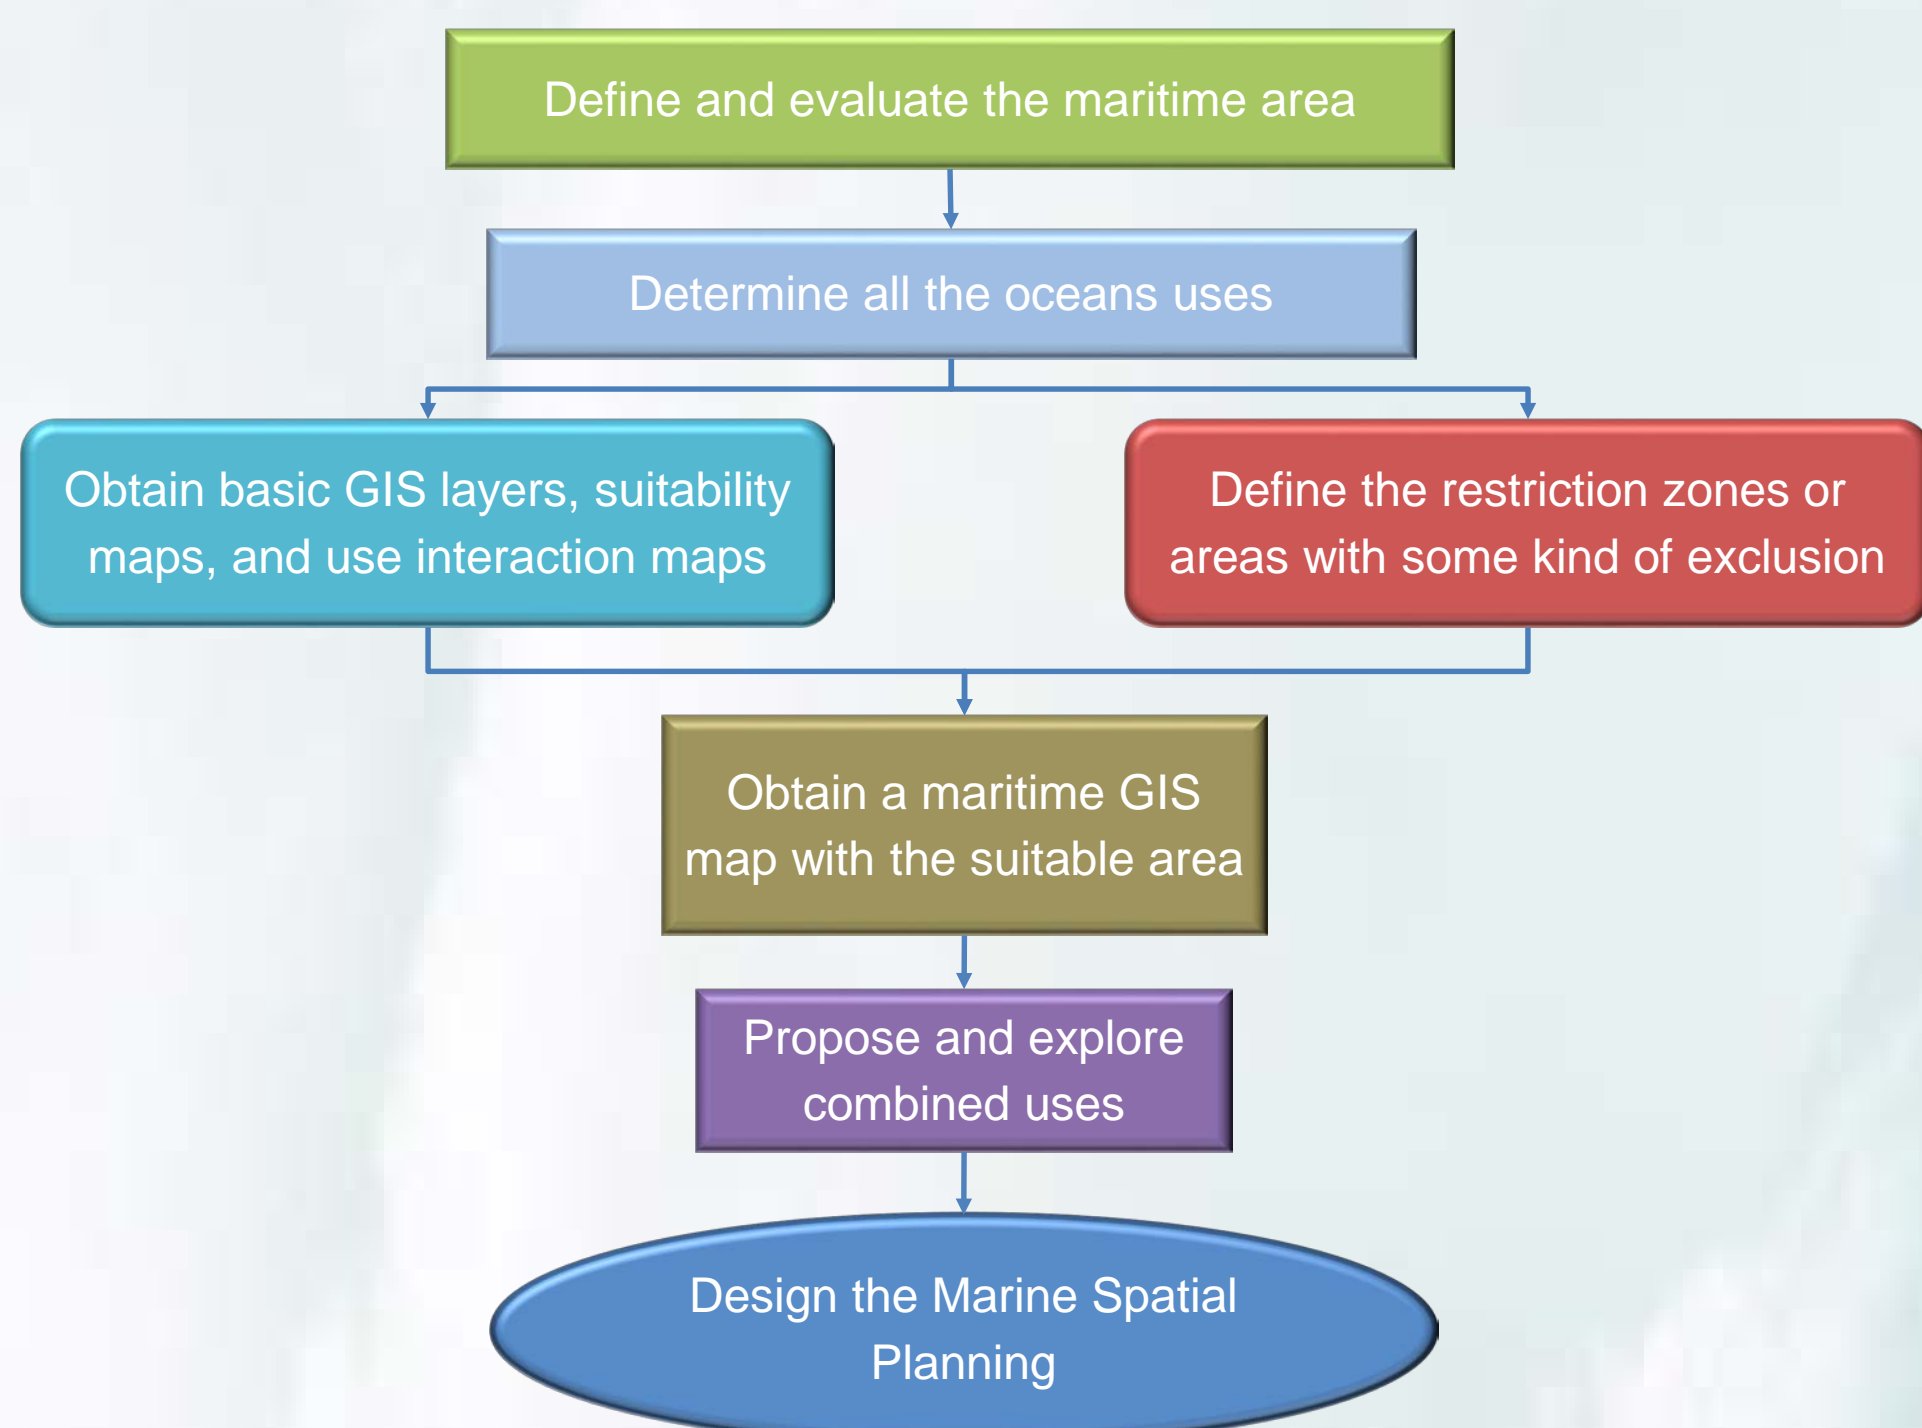 Define and evaluate the maritime area
Determine all the oceans uses
Obtain basic GIS layers, suitability
maps, and use interaction maps
Define the restriction zones or
areas with some kind of exclusion
Obtain a maritime GIS
map with the suitable area
Propose and explore
combined uses
Design the Marine Spatial
Planning